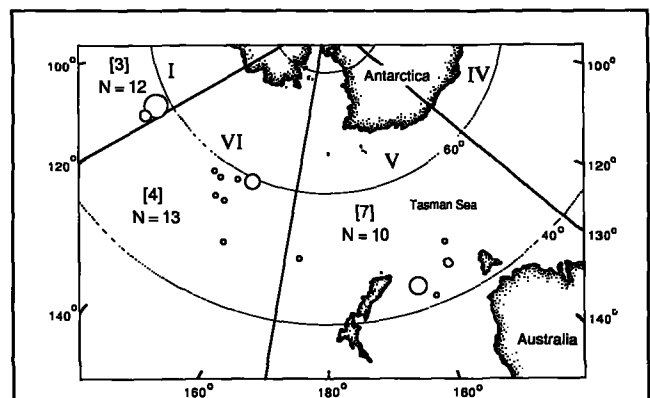 100° [3] I Antarctica IV 100°
N = 12
VI V 60°
120° 120°
[4] [7] Tasman Sea
N = 13 N = 10 40° 130°
140° Australia 140°
160° 180° 160°